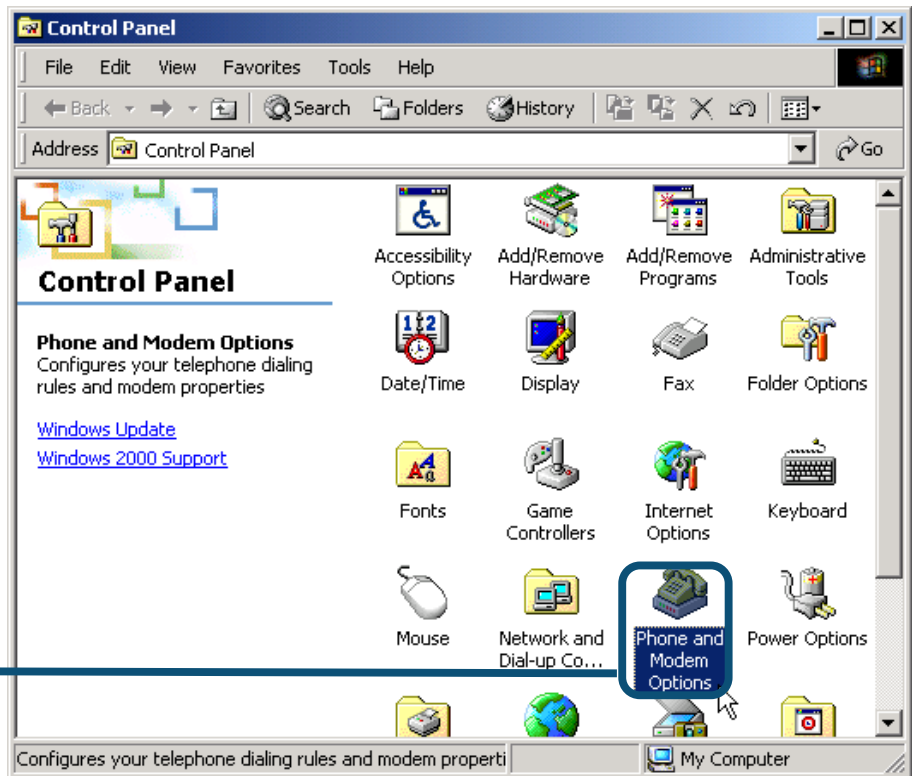 Control Panel
File Edit View Favorites Tools Help
Back Search Folders History
Address Control Panel Go
Control Panel
Phone and Modem Options
Configures your telephone dialing
rules and modem properties
Windows Update
Windows 2000 Support
Accessibility
Options
Add/Remove
Hardware
Add/Remove
Programs
Administrative
Tools
Date/Time
Display
Fax
Folder Options
Fonts
Game
Controllers
Internet
Options
Keyboard
Mouse
Network and
Dial-up Co...
Phone and
Modem
Options
Power Options
Configures your telephone dialing rules and modem properti
My Computer